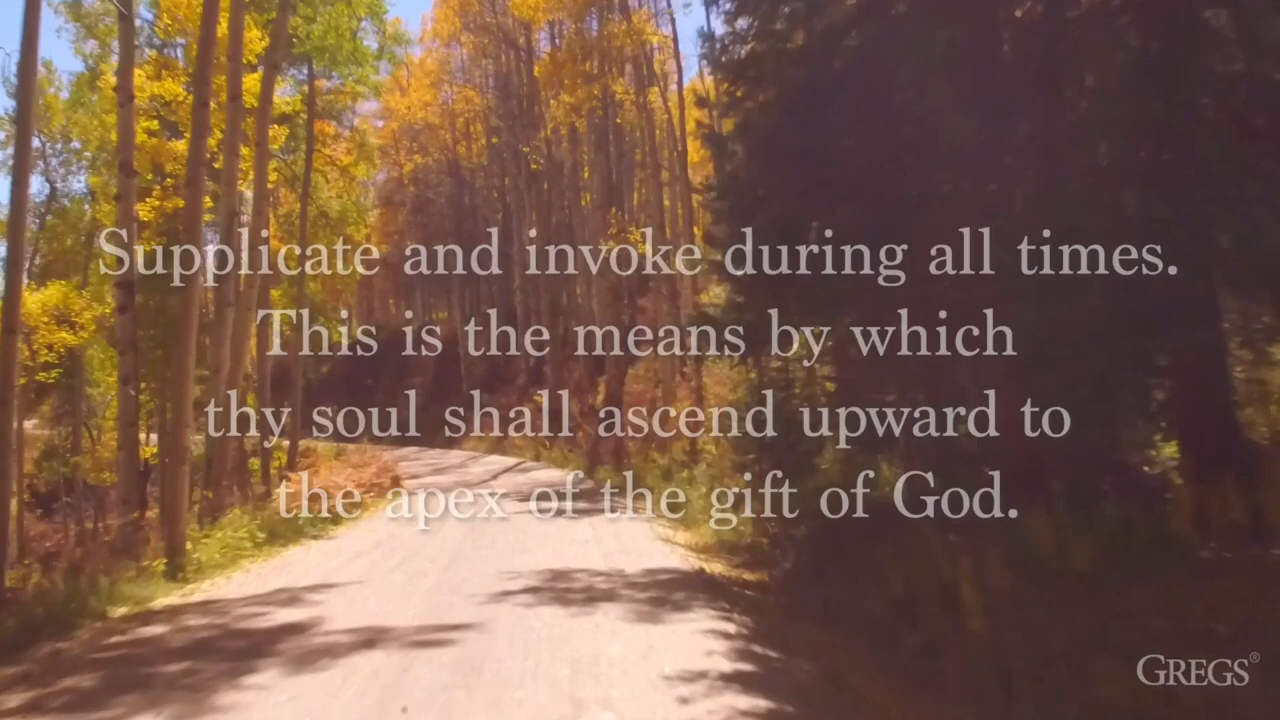 Supplicate and invoke during all times.
This is the means by which
thy soul shall ascend upward to
the apex of the gift of God.
GREGS®